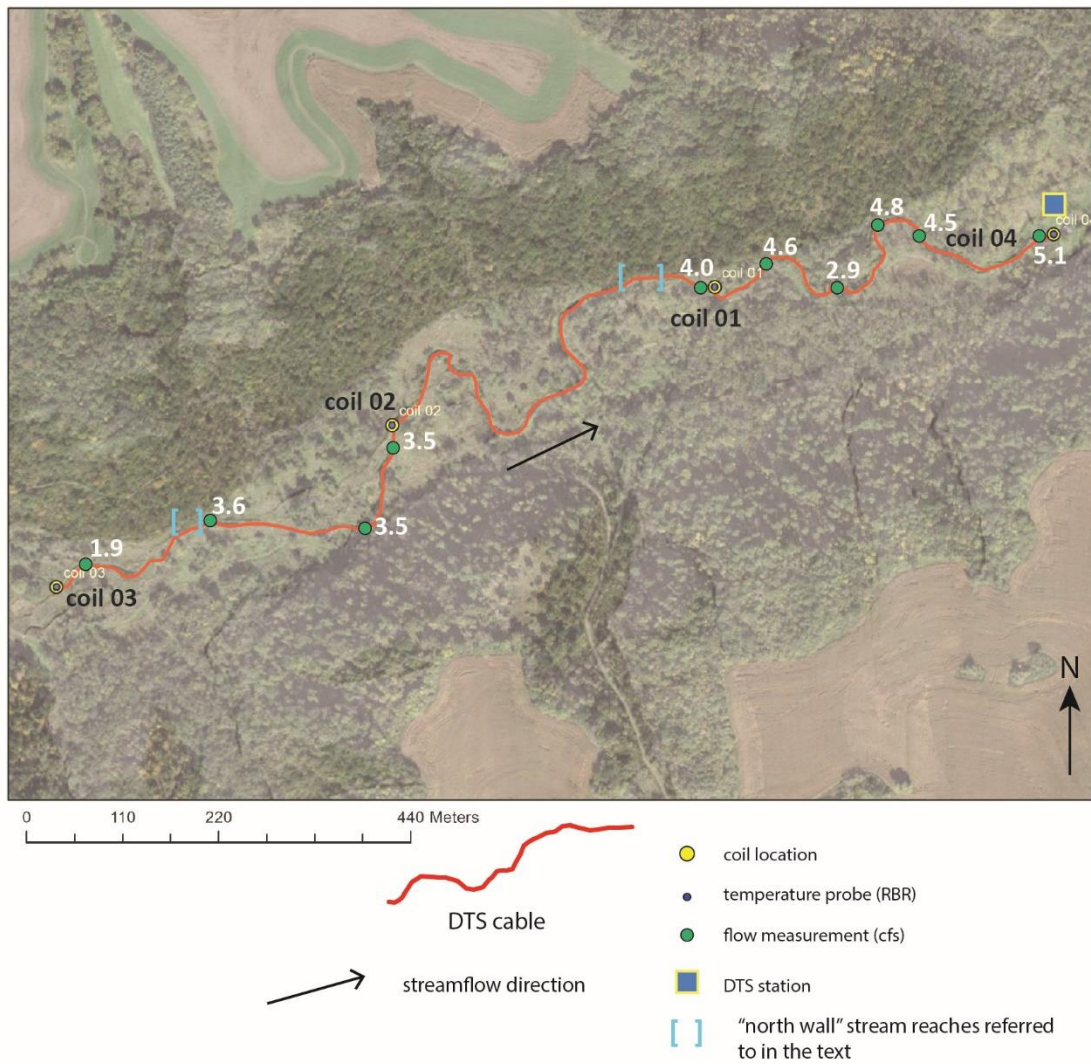 4.8
4.5
coil 04
coil 04
5.1
4.6
4.0
coil 01
2.9
coil 01
coil 02
coil 02
3.5
3.6
3.5
1.9
coil 03
coil 03
N
0 110 220 440 Meters
DTS cable
streamflow direction
coil location
temperature probe (RBR)
flow measurement (cfs)
DTS station
"north wall" stream reaches referred
to in the text